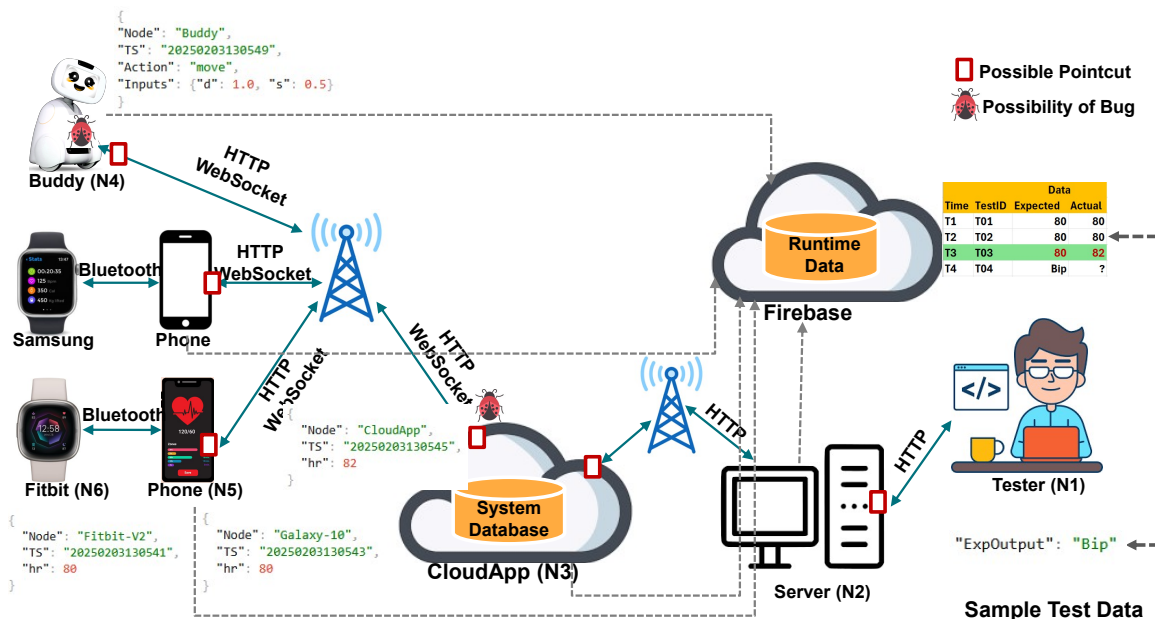 {
"Node": "Buddy",
"TS": "20250203130549",
"Action": "move",
"Inputs": {"d": 1.0, "s": 0.5}
}
Possible Pointcut
Possibility of Bug
Buddy (N4)
HTTP
WebSocket
Data
Time TestID Expected Actual
T1 T01 80 80
T2 T02 80 80
T3 T03 80 82
T4 T04 Bip ?
Runtime
Data
Firebase
Bluetooth
HTTP
WebSocket
Samsung
Phone
HTTP
WebSocket
HTTP
WebSocket
</>
Bluetooth
12:58
120/60
Fitbit (N6)
Phone (N5)
{
"Node": "CloudApp",
"TS": "20250203130545",
"hr": 82
}
HTTP
HTTP
Tester (N1)
System
Database
CloudApp (N3)
Server (N2)
{
"Node": "Fitbit-V2",
"TS": "20250203130541",
"hr": 80
}
{
"Node": "Galaxy-10",
"TS": "20250203130543",
"hr": 80
}
"ExpOutput": "Bip"
Sample Test Data